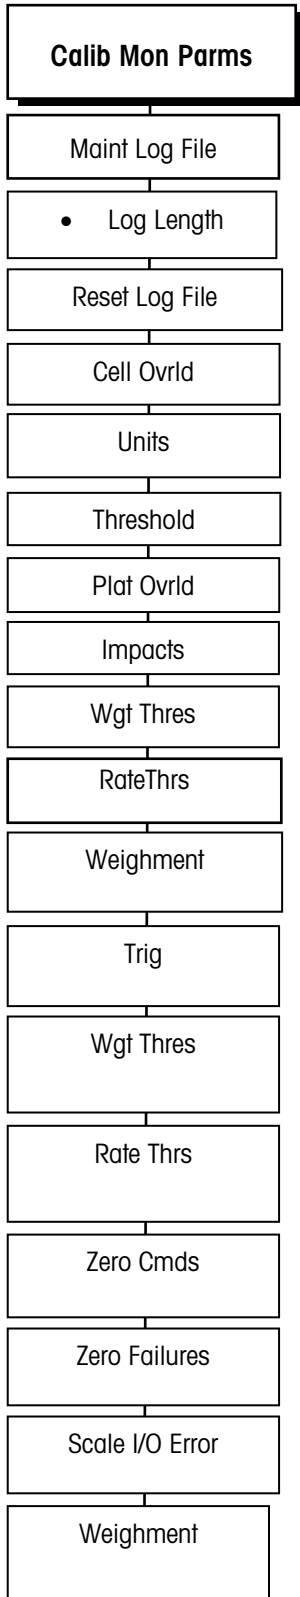 Calib Mon Parms
Maint Log File
• Log Length
Reset Log File
Cell Ovrld
Units
Threshold
Plat Ovrld
Impacts
Wgt Thres
RateThrs
Weighment
Trig
Wgt Thres
Rate Thrs
Zero Cmds
Zero Failures
Scale I/O Error
Weighment